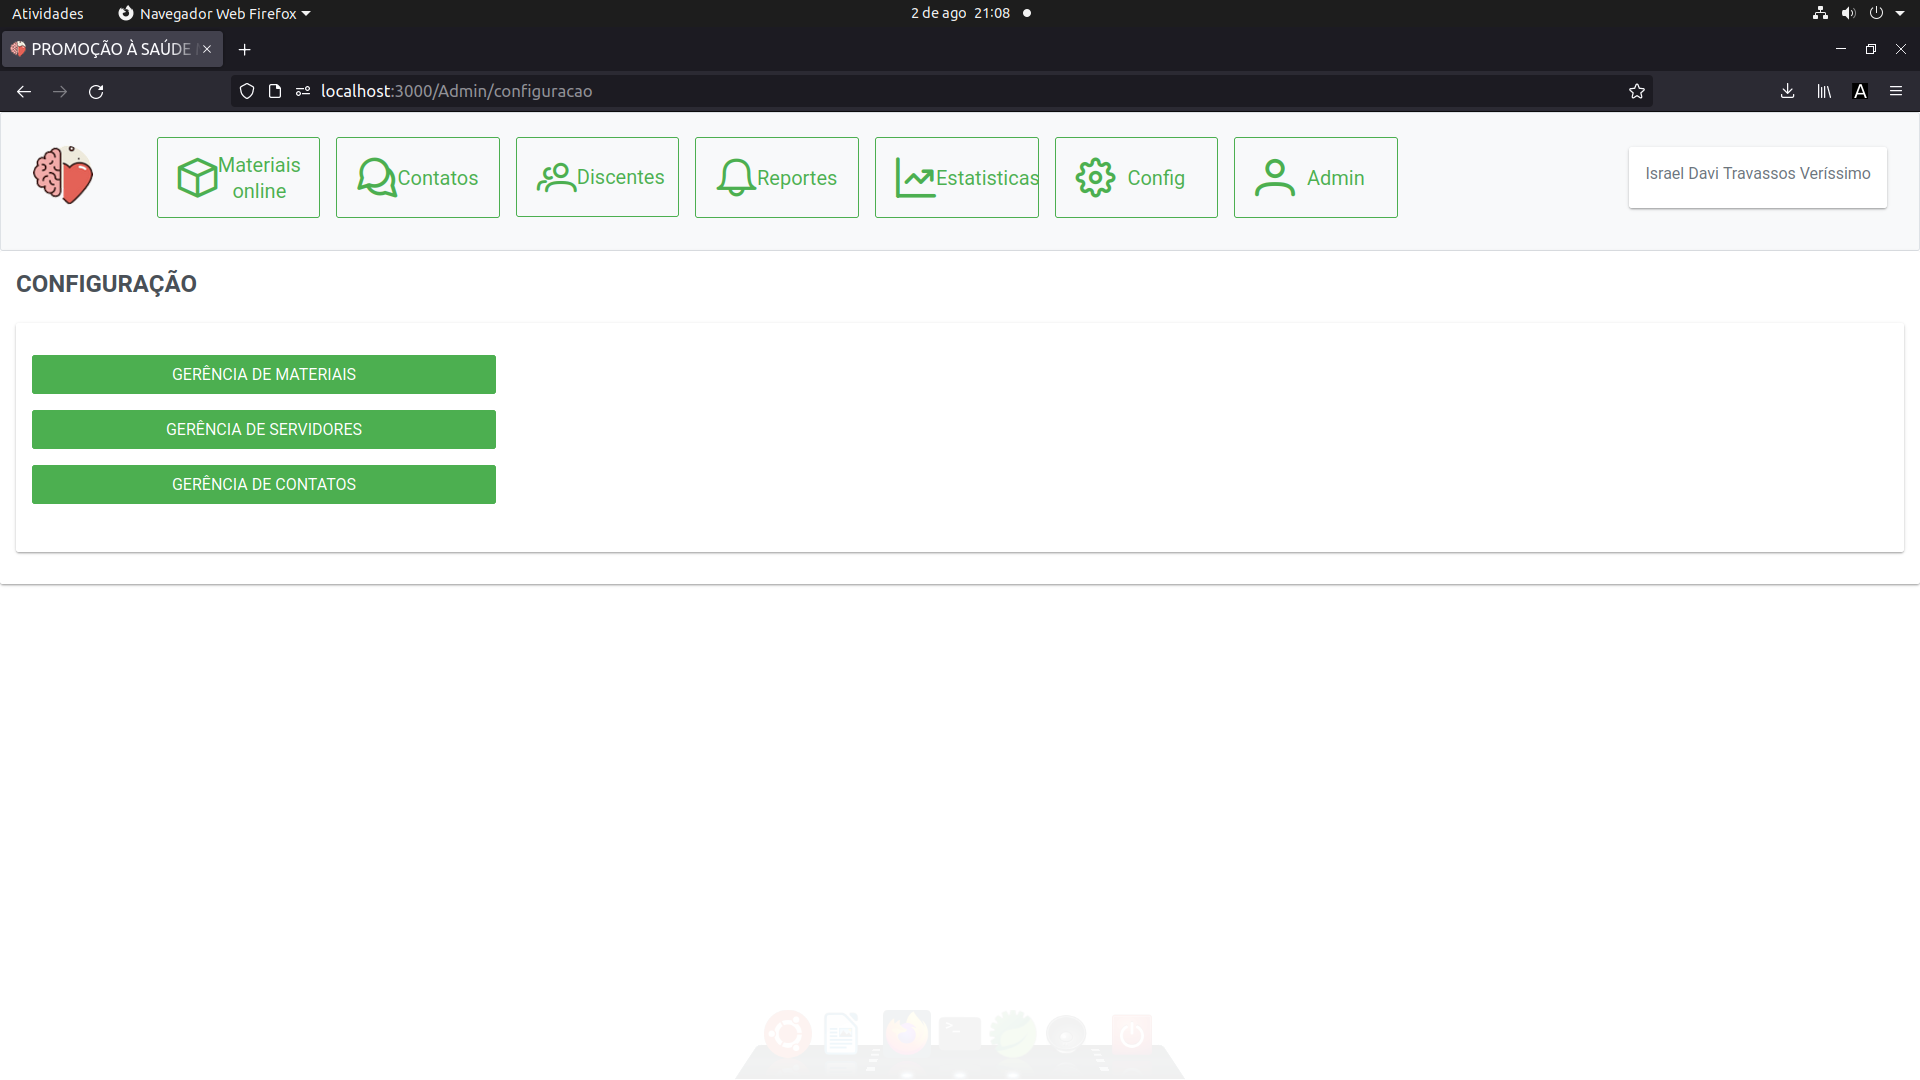 Atividades
Navegador Web Firefox
2 de ago 21:08
PROMOÇÃO À SAÚDE
localhost:3000/Admin/configuracao
A
Materiais
online
Contatos
Discentes
Reportes
Estatisticas
Config
Admin
Israel Davi Travassos Veríssimo
CONFIGURAÇÃO
GERÊNCIA DE MATERIAIS
GERÊNCIA DE SERVIDORES
GERÊNCIA DE CONTATOS